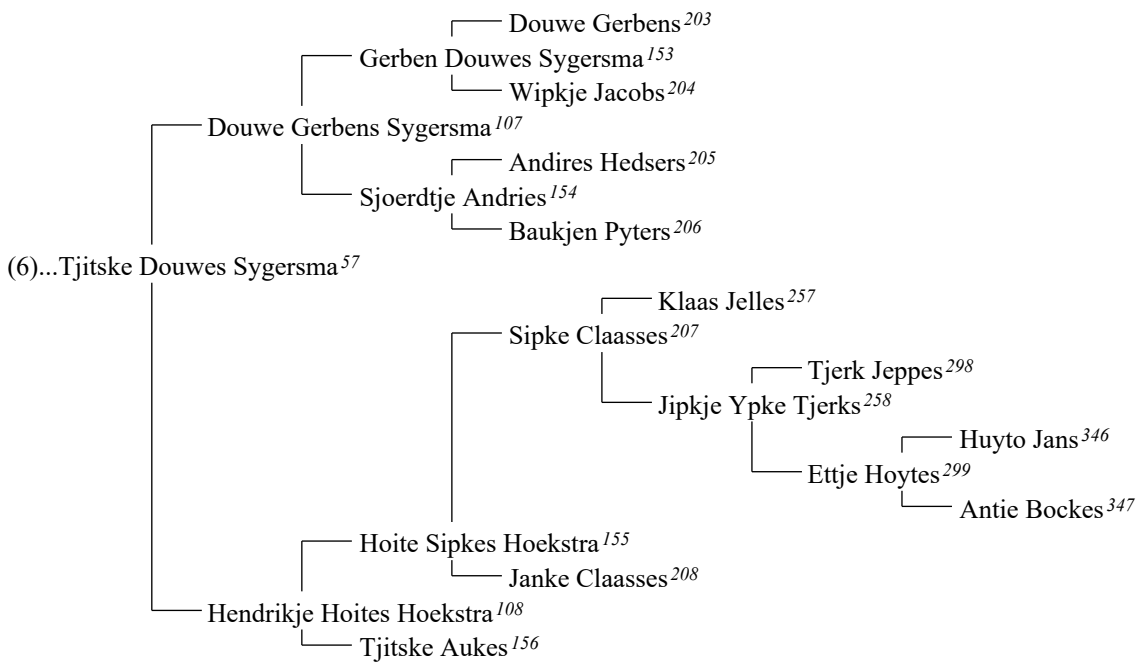 Douwe Gerbens 203
Gerben Douwes Sygersma 153
Wipkje Jacobs 204
Douwe Gerbens Sygersma 107
Andires Hedsers 205
Sjoerdtje Andries 154
Baukjen Pyters 206
(6)...Tjitske Douwes Sygersma 57
Klaas Jelles 257
Sipke Claasses 207
Tjerk Jeppes 298
Jipkje Ypke Tjerks 258
Huyto Jans 346
Ettje Hoytes 299
Antie Bockes 347
Hoite Sipkes Hoekstra 155
Janke Claasses 208
Hendrikje Hoites Hoekstra 108
Tjitske Aukes 156